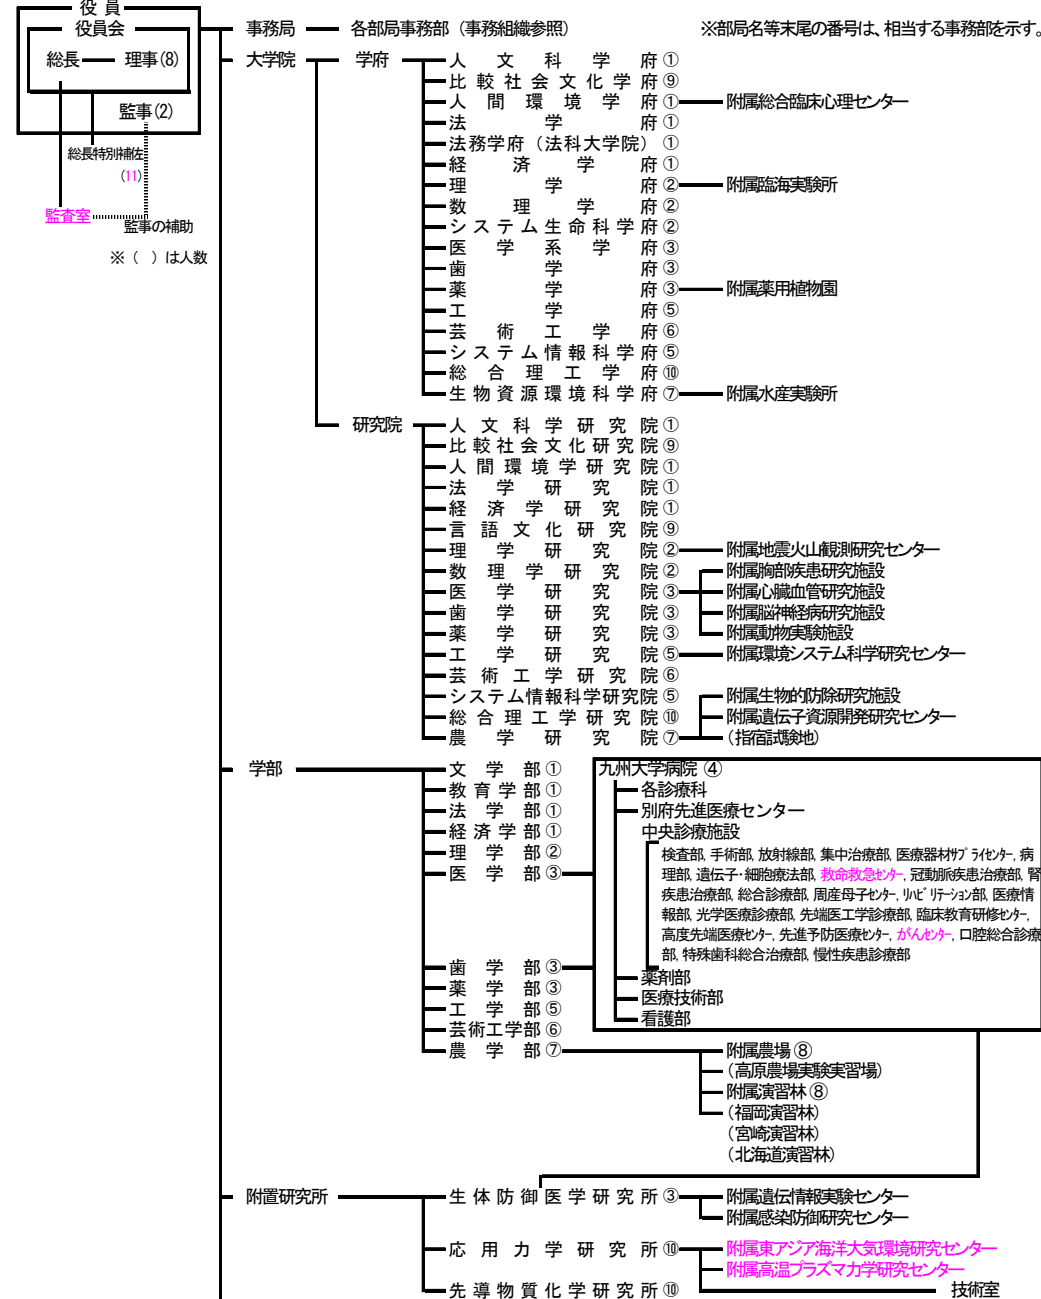 役 員
役員会
総長 理事(8)
監事(2)
総長特別補佐
(11)
監査室
監事の補助
※（ ）は人数
事務局 各部局事務部（事務組織参照）
※部局名等末尾の番号は、相当する事務部を示す。
大学院 学府
人文科学府①
比較社会文化学府⑨
人間環境学府① 附属総合臨床心理センター
法学府①
法務学府（法科大学院）①
経済学府①
理学府② 附属臨海実験所
数理学府②
システム生命科学府②
医学系学府③
歯学府③
薬学府③ 附属薬用植物園
工学府⑤
芸術工学府⑥
システム情報科学府⑤
総合理工学府⑩
生物資源環境科学府⑦ 附属水産実験所
研究院
人文科学研究院①
比較社会文化研究院⑨
人間環境学研究院①
法学研究院①
経済学研究院①
言語文化研究院⑨
理学研究院② 附属地震火山観測研究センター
数理学研究院② 附属胸部疾患研究施設
医学研究院③ 附属心臓血管研究施設
歯学研究院③ 附属脳神経病研究施設
薬学研究院③ 附属動物実験施設
工学研究院⑤ 附属環境システム科学研究センター
芸術工学研究院⑥
システム情報科学研究院⑤ 附属生物的防除研究施設
総合理工学研究院⑩ 附属遺伝子資源開発研究センター
農学研究院⑦ （指宿試験地）
学部
文学部①
教育学部①
法学部①
経済学部①
理学部②
医学部③
歯学部③
薬学部③
工学部⑤
芸術工学部⑥
農学部⑦
九州大学病院④
各診療科
別府先進医療センター
中央診療施設
検査部, 手術部, 放射線部, 集中治療部, 医療器材ｻﾌﾟﾗｲｾﾝﾀｰ, 病
理部, 遺伝子・細胞療法部, 救命救急ｾﾝﾀｰ, 冠動脈疾患治療部, 腎
疾患治療部, 総合診療部, 周産母子ｾﾝﾀｰ, ﾘﾊﾋﾞﾘﾃｰｼｮﾝ部, 医療情
報部, 光学医療診療部, 先端医工学診療部, 臨床教育研修ｾﾝﾀｰ,
高度先端医療ｾﾝﾀｰ, 先進予防医療ｾﾝﾀｰ, がんｾﾝﾀｰ, 口腔総合診療
部, 特殊歯科総合治療部, 慢性疾患診療部
薬剤部
医療技術部
看護部
附属農場⑧
（高原農場実験実習場）
附属演習林⑧
（福岡演習林）
（宮崎演習林）
（北海道演習林）
附置研究所
生体防御医学研究所③ 附属遺伝情報実験センター
附属感染防御研究センター
応用力学研究所⑩ 附属東アジア海洋大気環境研究センター
附属高温プラズマ力学研究センター
先導物質化学研究所⑩ 技術室